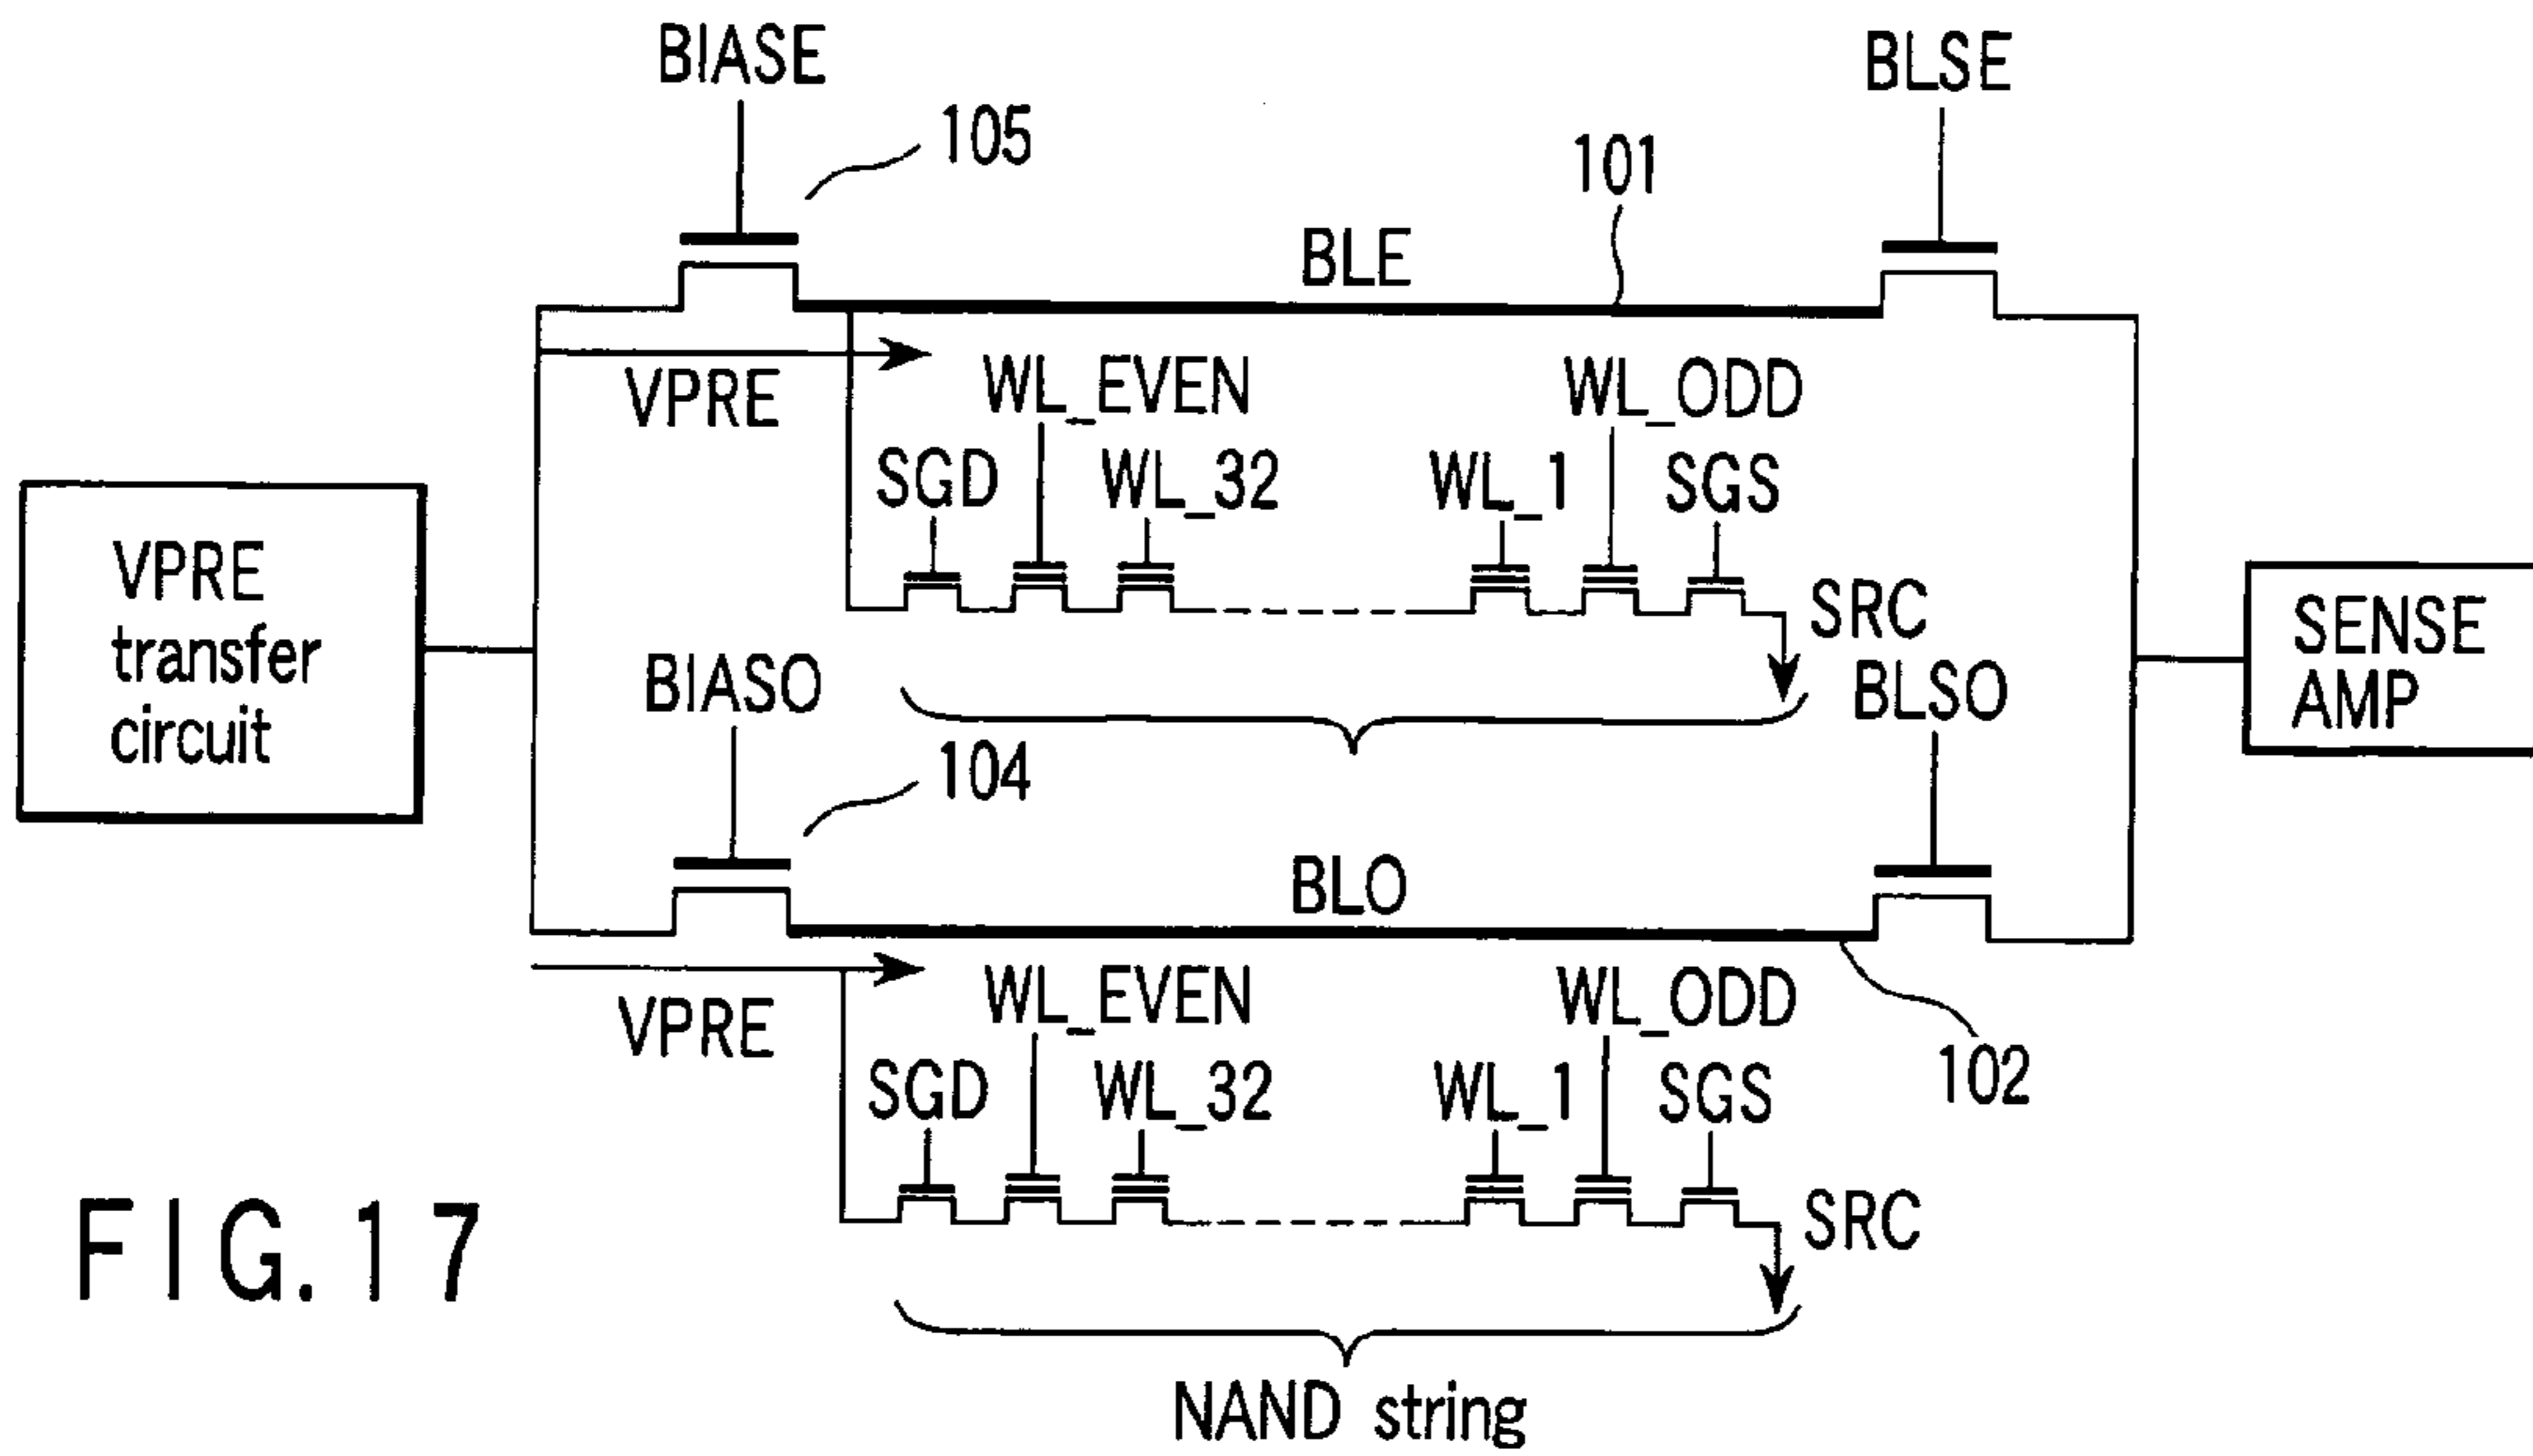 BIASE
BLSE
105
101
BLE
VPRE
WL_EVEN
WL_ODD
SGD
WL_32
WL_1
SGS
VPRE
transfer
circuit
SRC
SENSE
AMP
BIASO
BLSO
104
BLO
VPRE
WL_EVEN
WL_ODD
102
SGD
WL_32
WL_1
SGS
SRC
FIG.17
NAND string